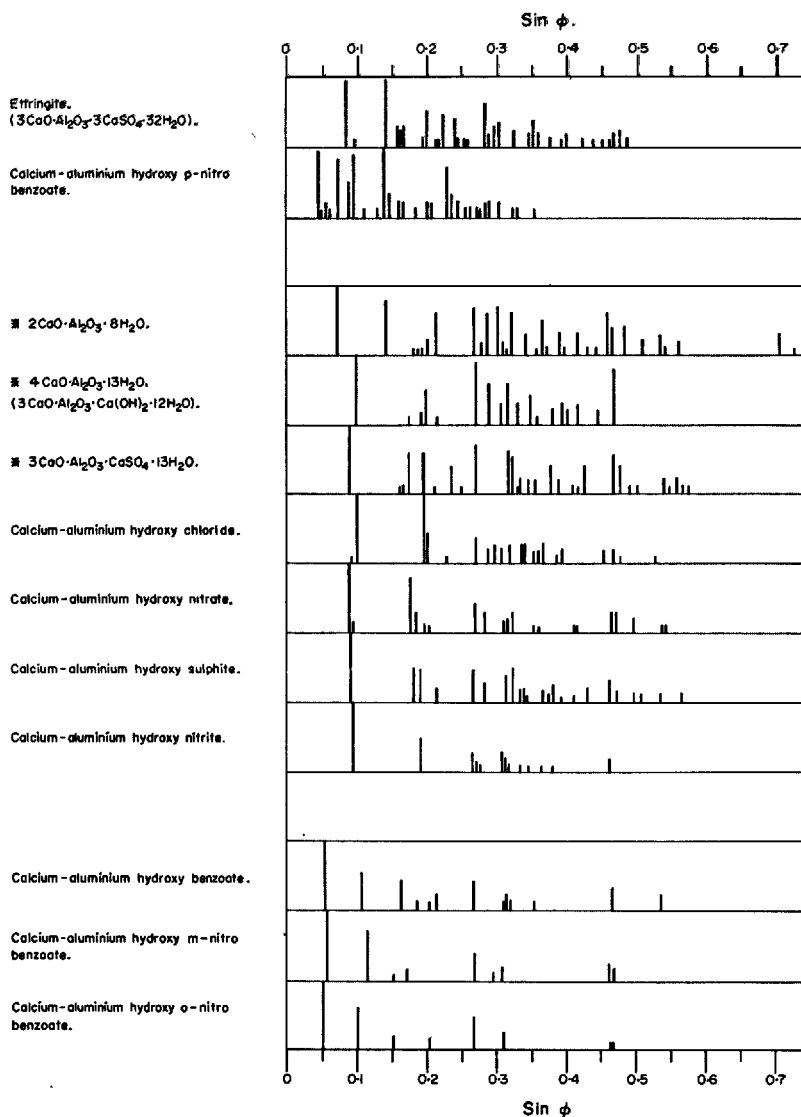 Sin ϕ.
0 0·1 0·2 0·3 0·4 0·5 0·6 0·7
Ettringite.
(3CaO·Al₂O₃·3CaSO₄·32H₂O).
Calcium-aluminium hydroxy p-nitro
benzoate.
※ 2CaO·Al₂O₃·8H₂O.
※ 4CaO·Al₂O₃·13H₂O.
(3CaO·Al₂O₃·Ca(OH)₂·12H₂O).
※ 3CaO·Al₂O₃·CaSO₄·13H₂O.
Calcium-aluminium hydroxy chloride.
Calcium-aluminium hydroxy nitrate.
Calcium-aluminium hydroxy sulphite.
Calcium-aluminium hydroxy nitrite.
Calcium-aluminium hydroxy benzoate.
Calcium-aluminium hydroxy m-nitro
benzoate.
Calcium-aluminium hydroxy o-nitro
benzoate.
0 0·1 0·2 0·3 0·4 0·5 0·6 0·7
Sin ϕ